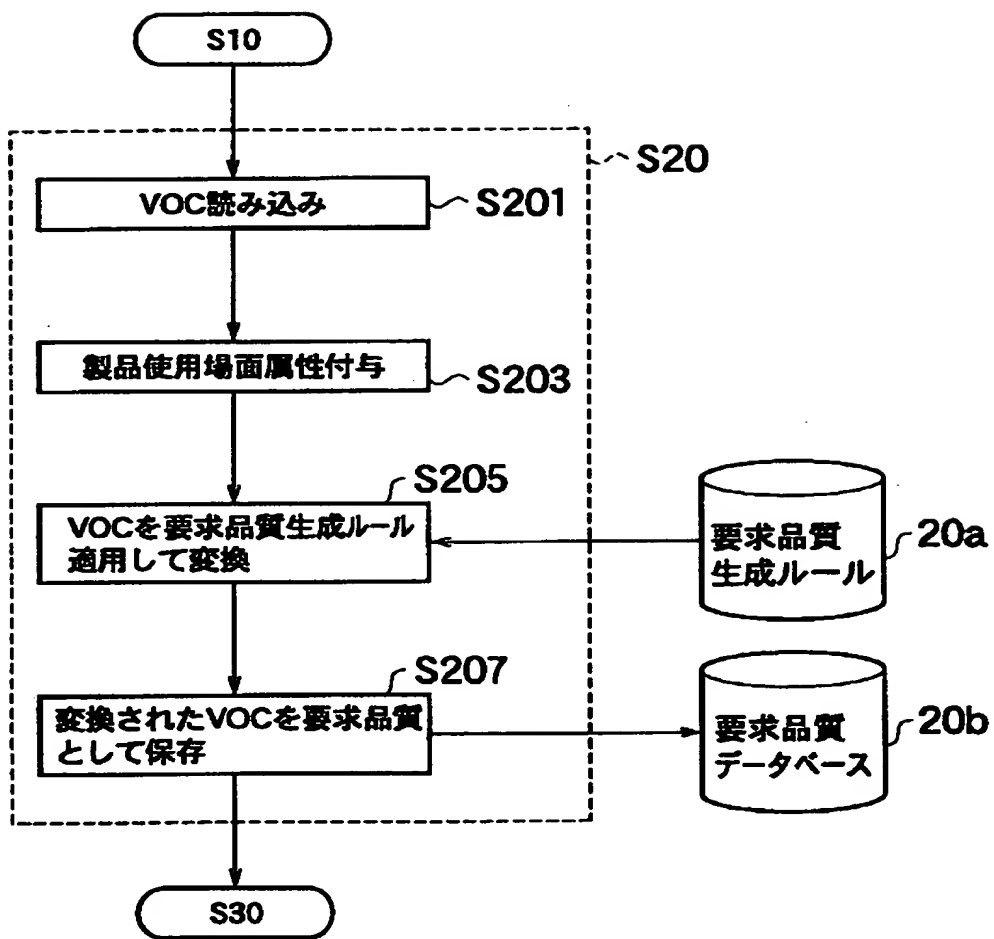 S10
S20
VOC読み込み
S201
製品使用場面属性付与
S203
S205
VOCを要求品質生成ルール
適用して変換
要求品質
生成ルール
20a
S207
変換されたVOCを要求品質
として保存
要求品質
データベース
20b
S30